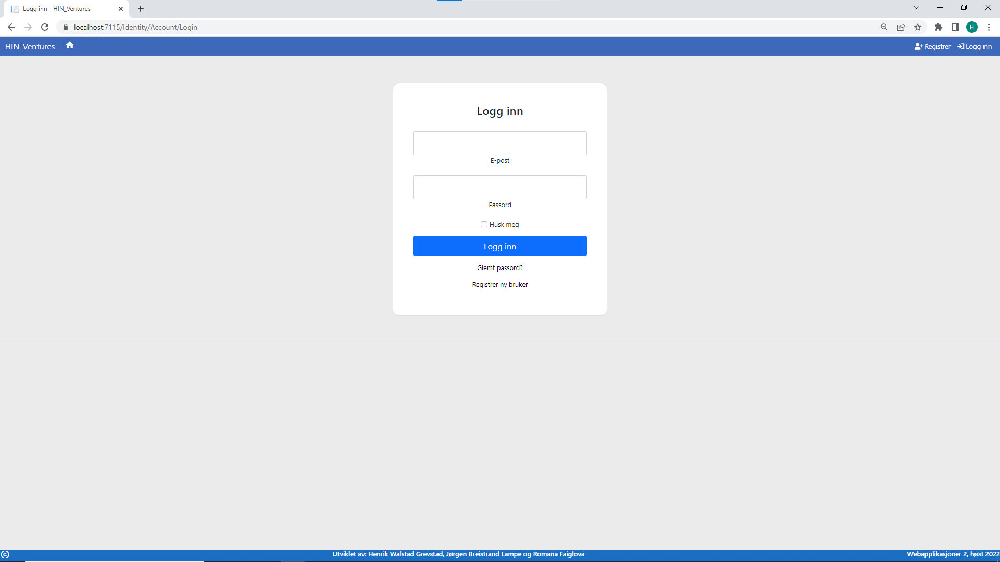 Logg inn - HIN_Ventures
localhost:7115/Identity/Account/Login
H
HIN_Ventures
Registrer
Logg inn
Logg inn
E-post
Passord
Husk meg
Logg inn
Glemt passord?
Registrer ny bruker
© Utviklet av: Henrik Walstad Grevstad, Jørgen Breistrand Lampe og Romana Faiglova Webapplikasjoner 2, høst 2022